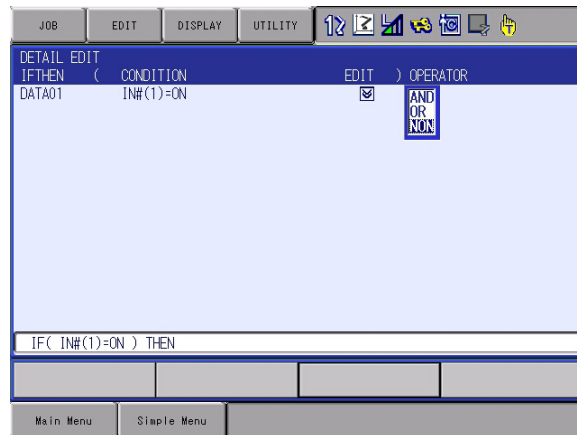 JOB EDIT DISPLAY UTILITY
DETAIL EDIT
IFTHEN ( CONDITION EDIT ) OPERATOR
DATA01 IN#(1)=ON AND
OR
NON
IF( IN#(1)=ON ) THEN
Main Menu Simple Menu